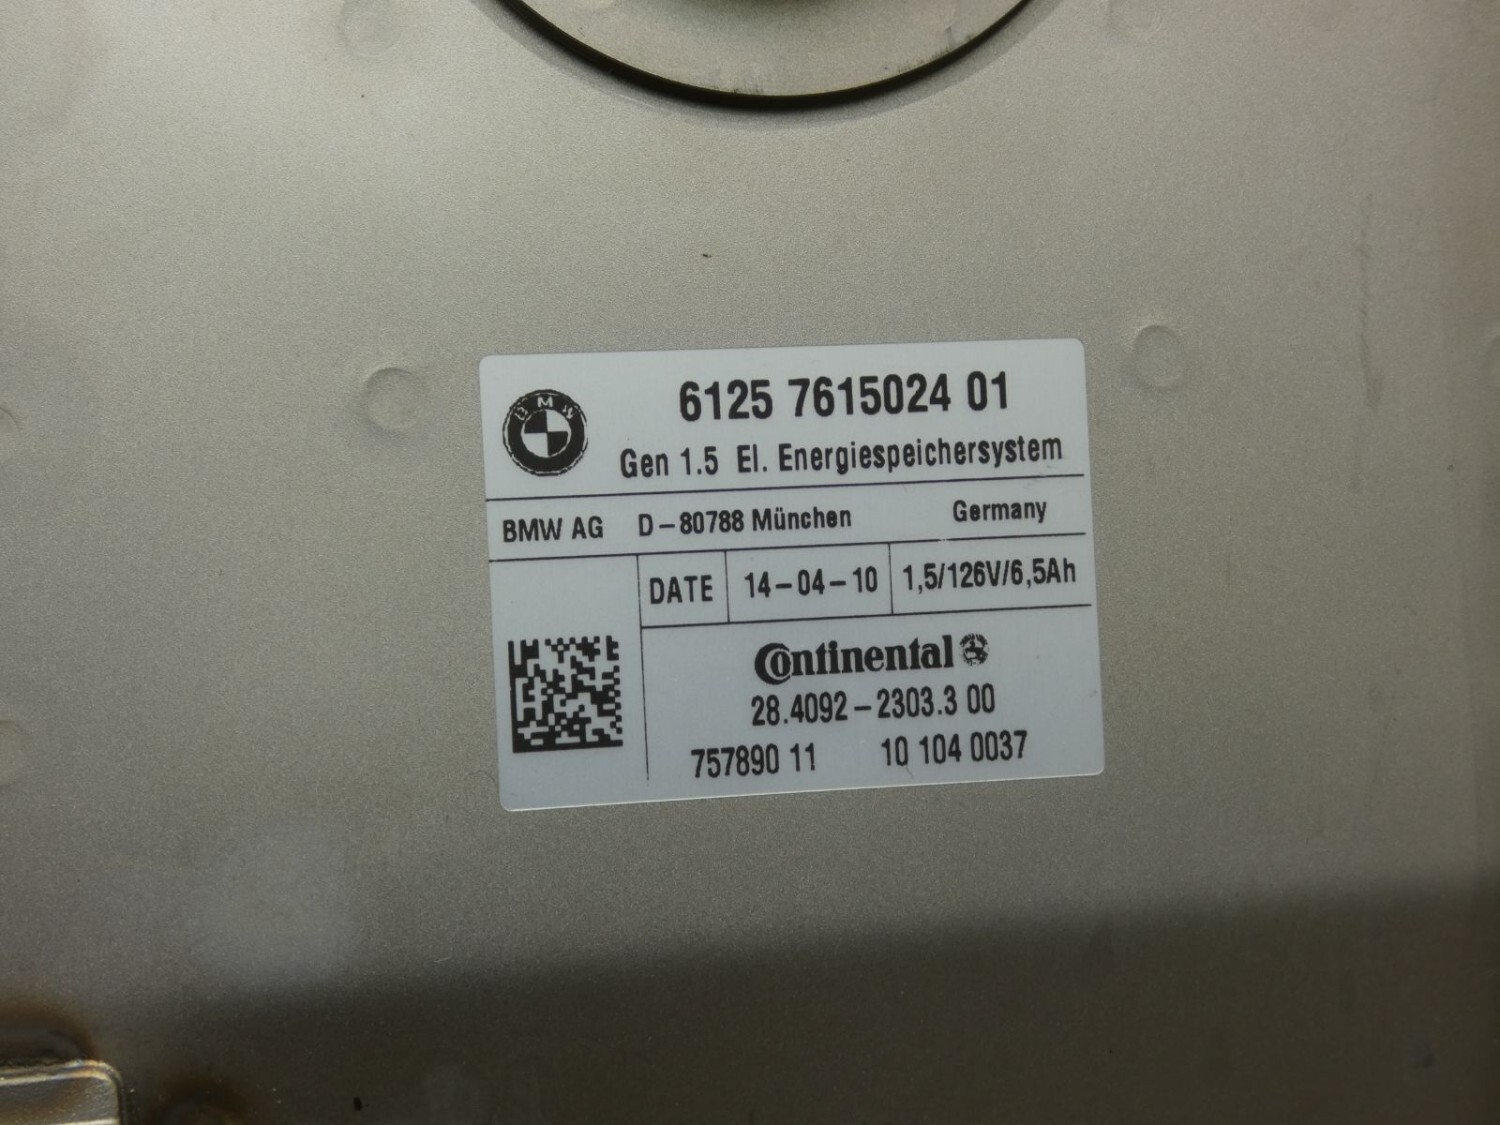 BMW
6125 7615024 01
Gen 1.5 El. Energiespeichersystem
BMW AG D-80788 München Germany
DATE 14-04-10 1,5/126V/6,5Ah
Continental
28.4092-2303.3 00
757890 11 10 104 0037